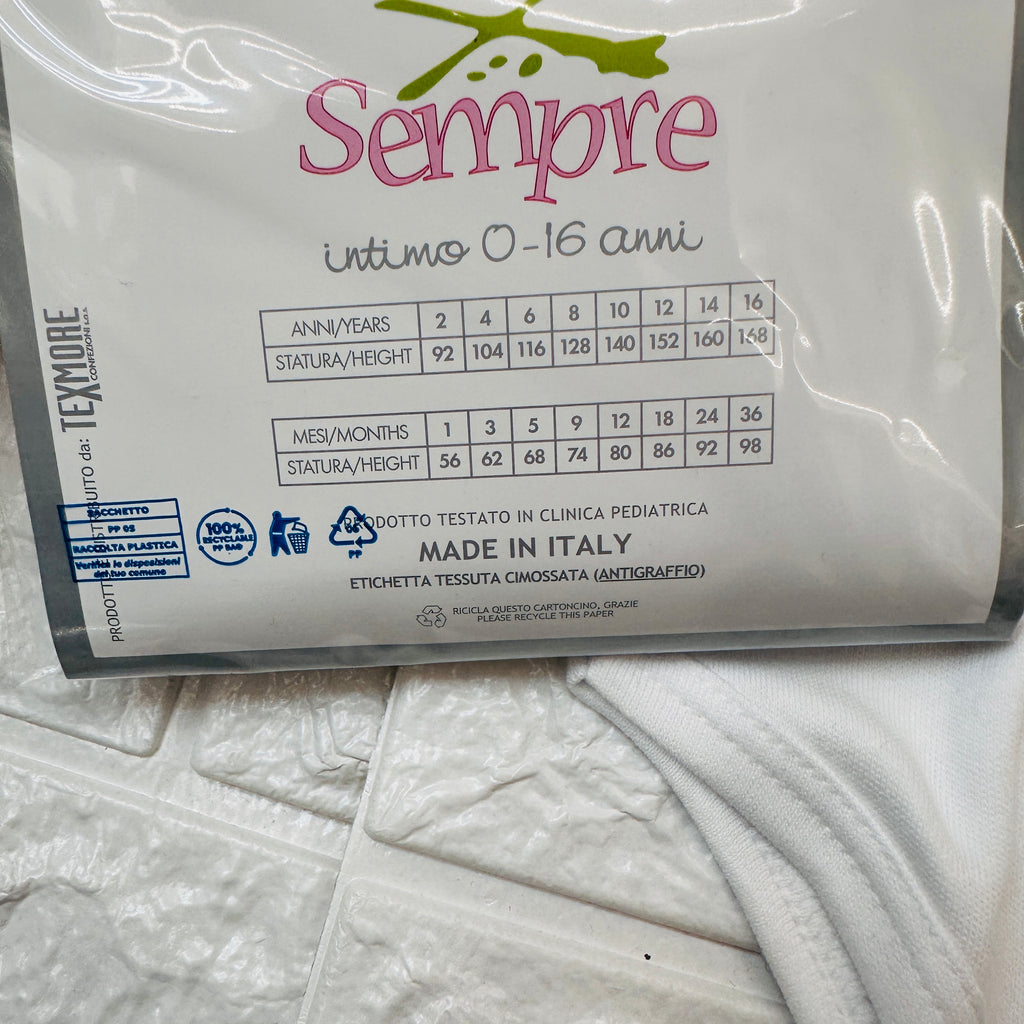 Sempre
intimo 0-16 anni
ANNI/YEARS 2 4 6 8 10 12 14 16
STATURA/HEIGHT 92 104 116 128 140 152 160 168
MESI/MONTHS 1 3 5 9 12 18 24 36
STATURA/HEIGHT 56 62 68 74 80 86 92 98
PRODOTTO TESTATO IN CLINICA PEDIATRICA
MADE IN ITALY
ETICHETTA TESSUTA CIMOSSATA (ANTIGRAFFIO)
RICICLA QUESTO CARTONCINO, GRAZIE
PLEASE RECYCLE THIS PAPER
PRODOTTO DISTRIBUITO da: TEXMORE
CONFEZIONI s.a.s.
SACCHETTO
PP 05
RACCOLTA PLASTICA
Verifica le disposizioni
del tuo comune
100%
RECYCLABLE
PP BAG
PP